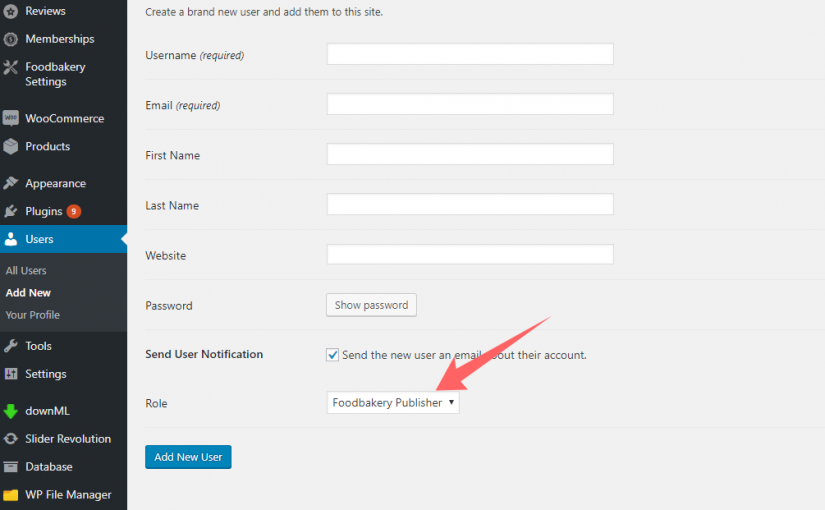 Reviews
Memberships
Foodbakery
Settings
WOO
WooCommerce
Products
Appearance
Plugins 9
Users
All Users
Add New
Your Profile
Tools
Settings
downML
Slider Revolution
Database
WP File Manager
Create a brand new user and add them to this site.
Username (required)
Email (required)
First Name
Last Name
Website
Password Show password
Send User Notification Send the new user an email about their account.
Role Foodbakery Publisher
Add New User